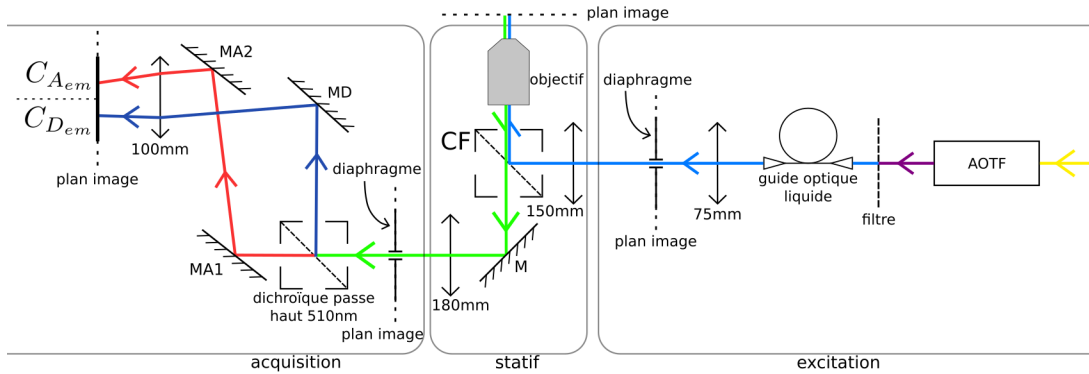 plan image
MA2
objectif
diaphragme
C_{A_{em}}
C_{D_{em}}
MD
100mm
plan image
CF
diaphragme
150mm
75mm
guide optique
liquide
AOTF
filtre
plan image
MA1
M
180mm
dichroïque passe
haut 510nm
plan image
acquisition
statif
excitation